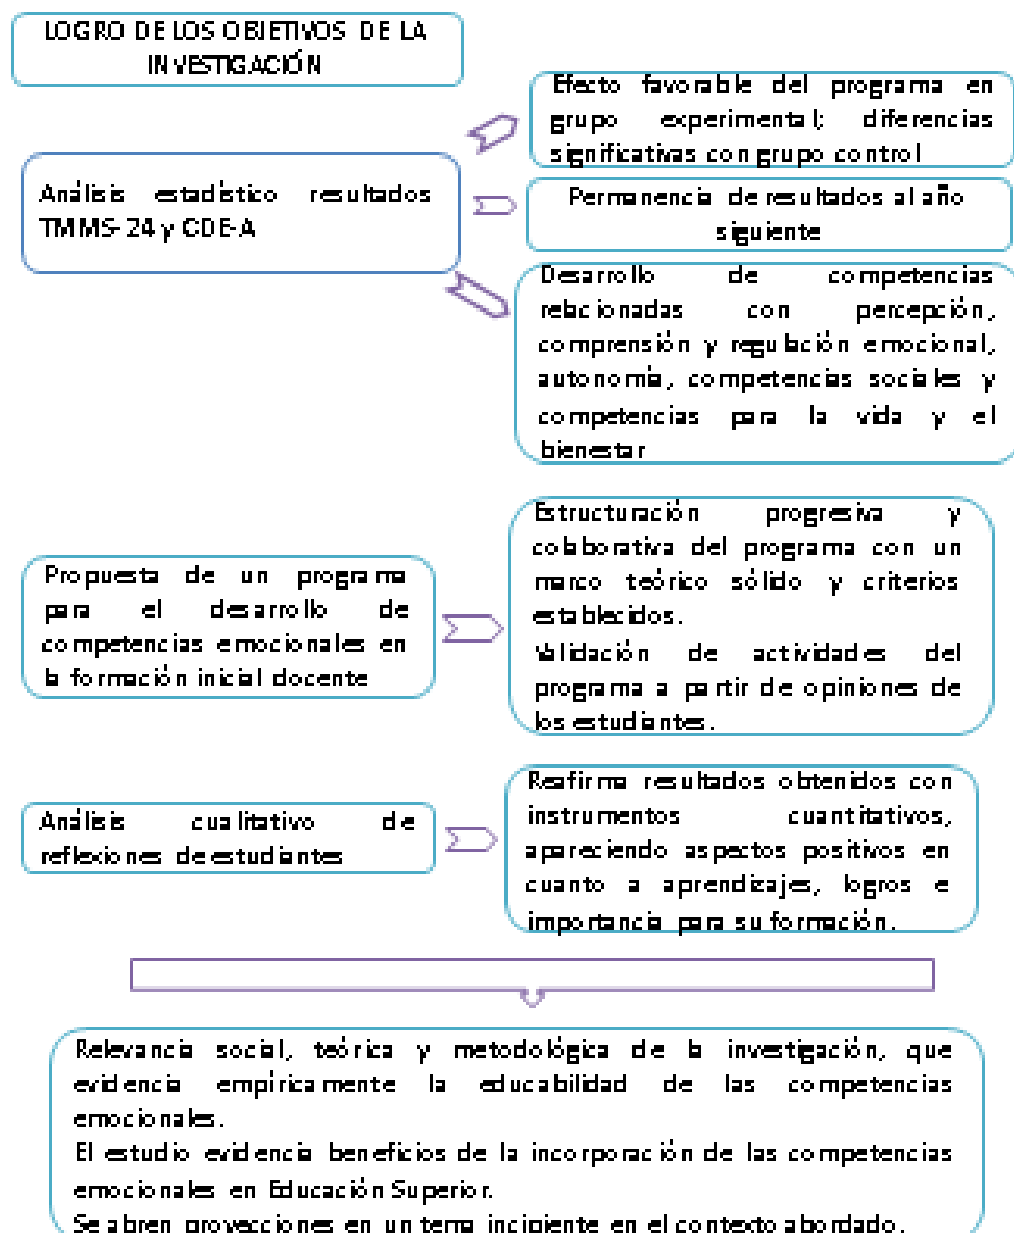 LOGRO DE LOS OBJETIVOS DE LA
INVESTIGACIÓN
Efecto favorable del programa en
grupo experimental; diferencias
significativas con grupo control
Análisis estadístico resultados
TMMS-24 y CDE-A
Permanencia de resultados al año
siguiente
Desarrollo de competencias
relacionadas con percepción,
comprensión y regulación emocional,
autonomía, competencias sociales y
competencias para la vida y el
bienestar
Propuesta de un programa
para el desarrollo de
competencias emocionales en
la formación inicial docente
Estructuración progresiva y
colaborativa del programa con un
marco teórico sólido y criterios
establecidos.
Validación de actividades del
programa a partir de opiniones de
los estudiantes.
Análisis cualitativo de
reflexiones de estudiantes
Reafirma resultados obtenidos con
instrumentos cuantitativos,
apareciendo aspectos positivos en
cuanto a aprendizajes, logros e
importancia para su formación.
Relevancia social, teórica y metodológica de la investigación, que
evidencia empíricamente la educabilidad de las competencias
emocionales.
El estudio evidencia beneficios de la incorporación de las competencias
emocionales en Educación Superior.
Se abren proyecciones en un tema incipiente en el contexto abordado.